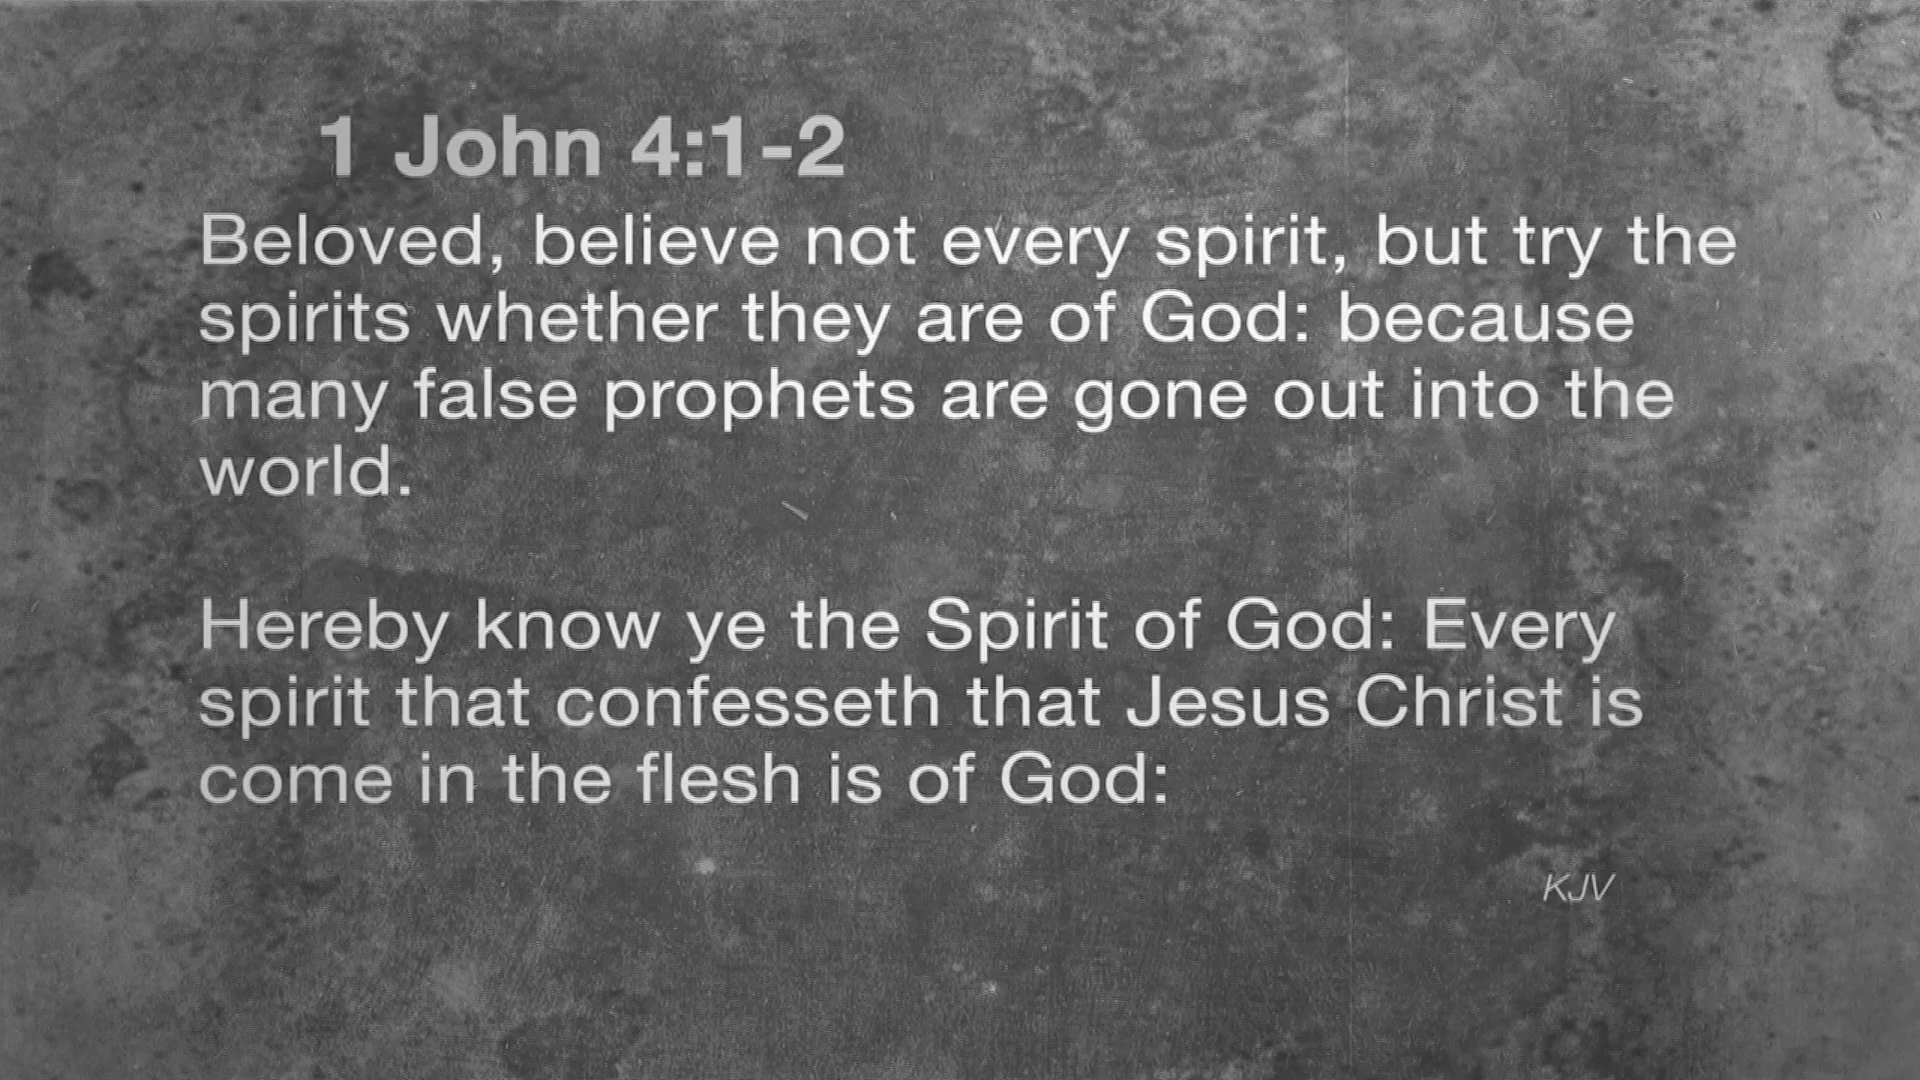 1 John 4:1-2
Beloved, believe not every spirit, but try the
spirits whether they are of God: because
many false prophets are gone out into the
world.
Hereby know ye the Spirit of God: Every
spirit that confesseth that Jesus Christ is
come in the flesh is of God:
KJV